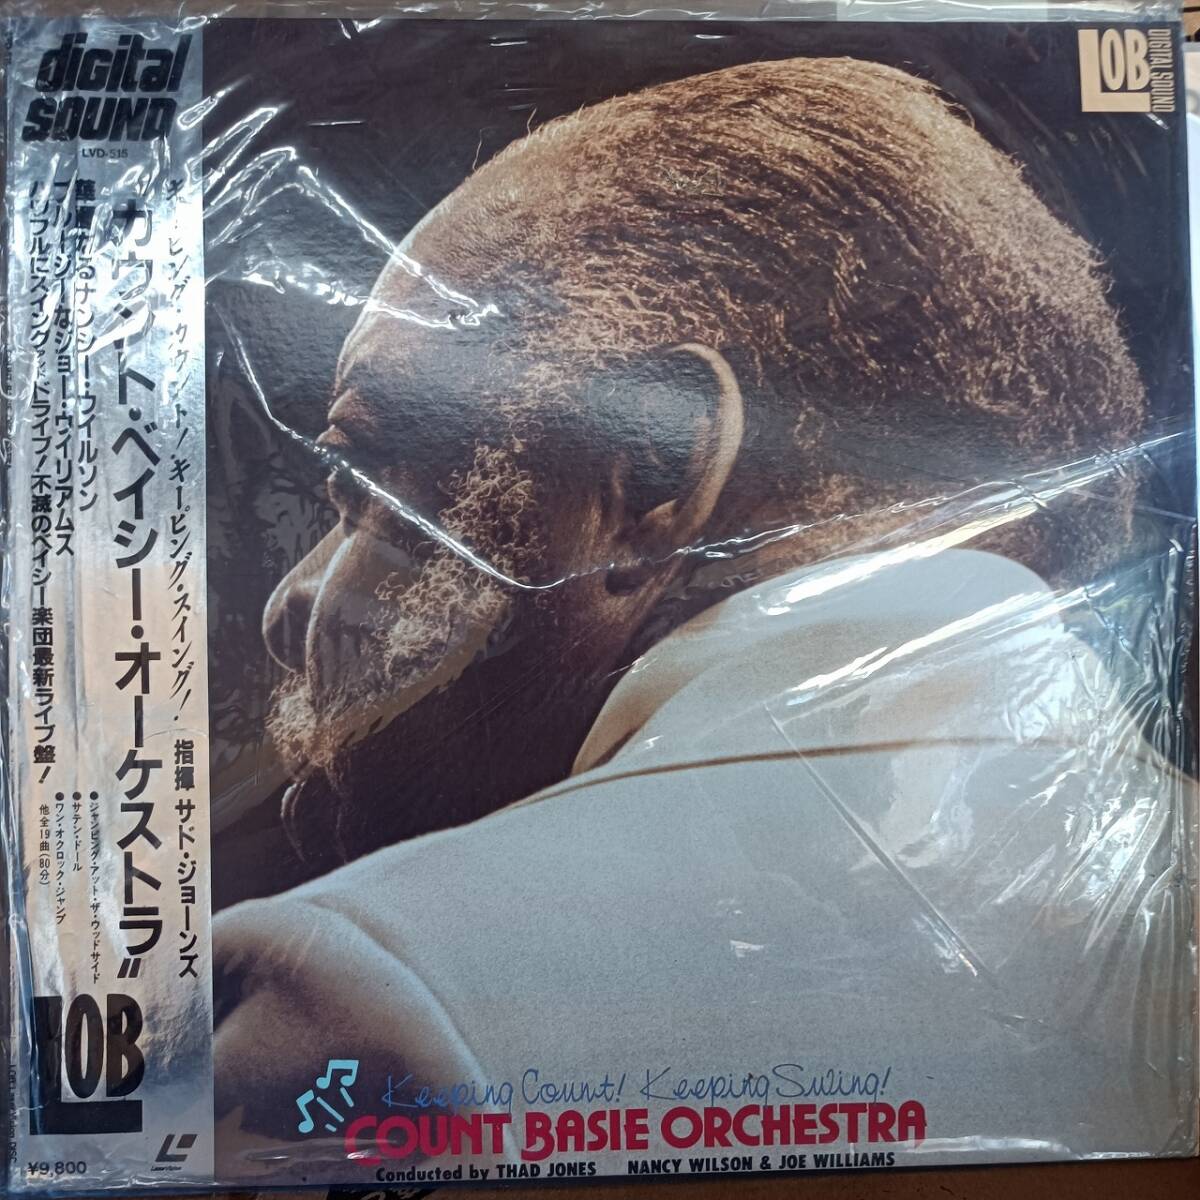 digital
SOUND
LVD-515
キーピング・カウント！キーピング・スイング！ 指揮 サド・ジョーンズ
“カウント・ベイシー・オーケストラ”
華麗なるナンシー・ウイルソン
ブルージーなジョー・ウイリアムス
パワフルにスイング&ドライブ！不滅のベイシー楽団最新ライブ盤！
●ジャンピング・アット・ザ・ウッドサイド
●サテン・ドール
●ワン・オクロック・ジャンプ
他全19曲(80分)
LOB
LaserVision
¥9,800
LOB
DIGITAL SOUND
Keeping Count! Keeping Swing!
COUNT BASIE ORCHESTRA
Conducted by THAD JONES NANCY WILSON & JOE WILLIAMS